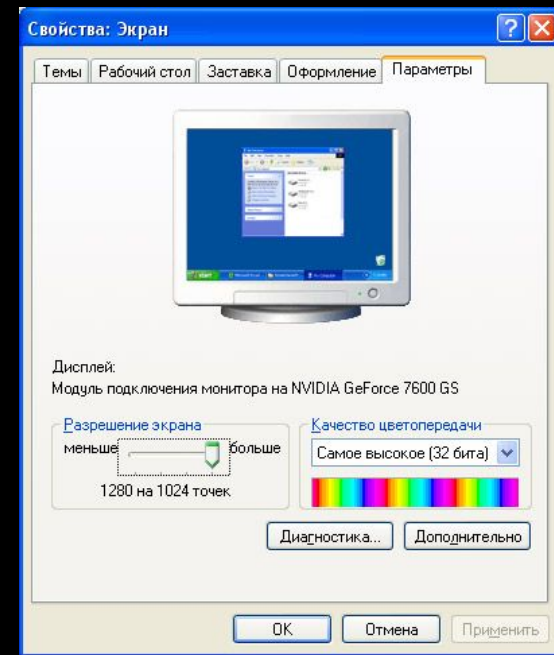 Свойства: Экран
Темы
Рабочий стол
Заставка
Оформление
Параметры
Дисплей:
Модуль подключения монитора на NVIDIA GeForce 7600 GS
Разрешение экрана
Качество цветопередачи
меньше
больше
Самое высокое (32 бита)
1280 на 1024 точек
Диагностика...
Дополнительно
OK
Отмена
Применить